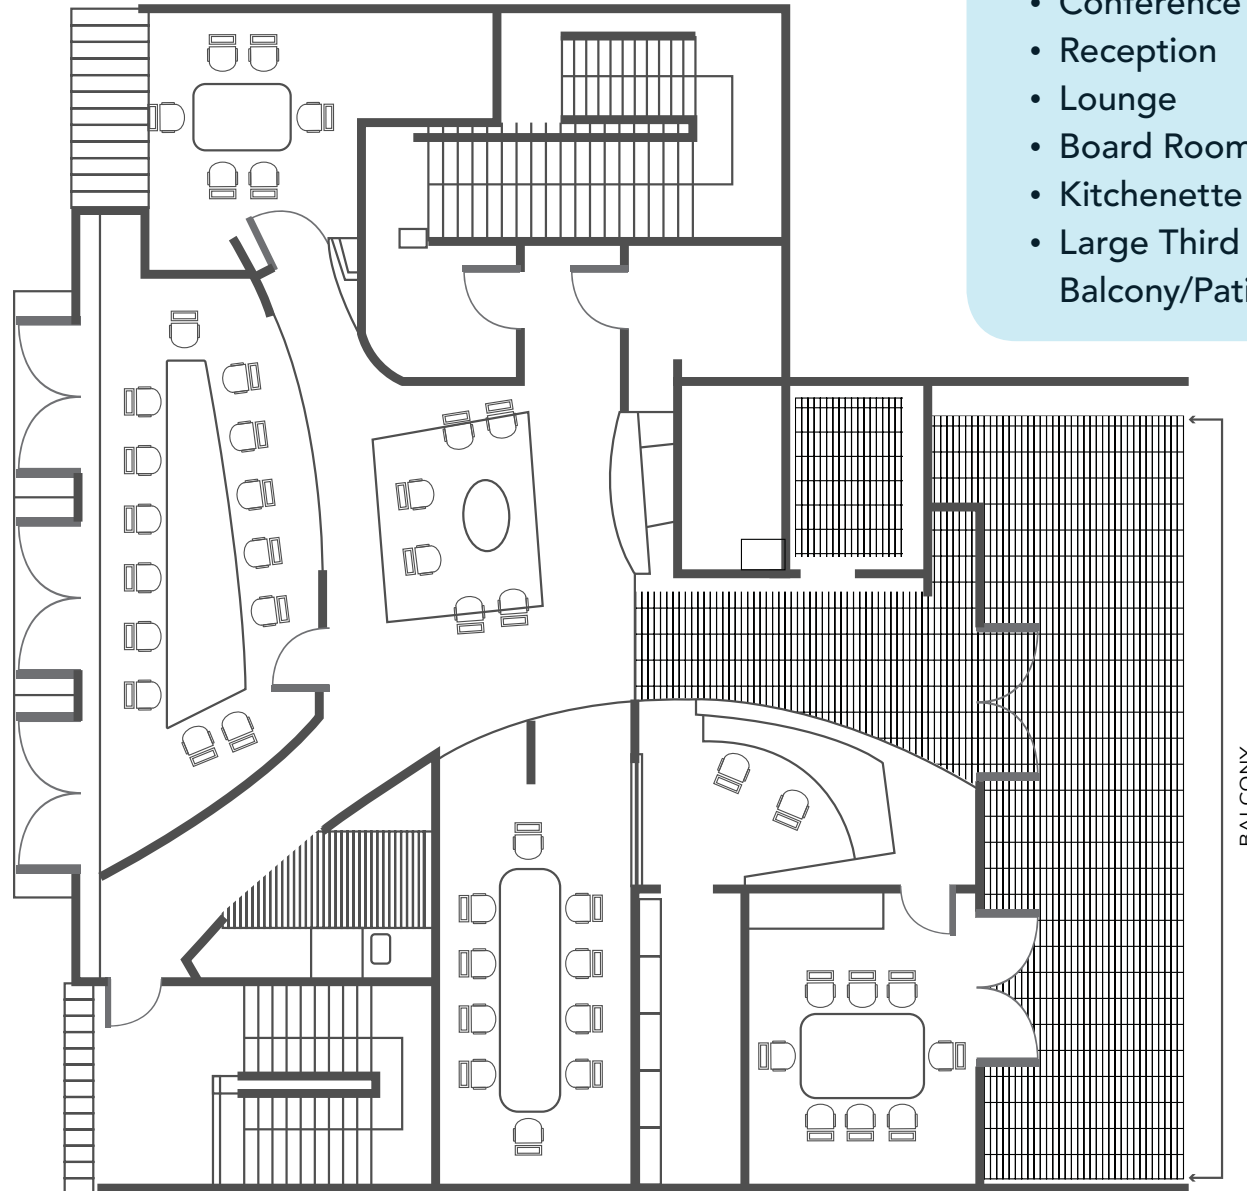 • Conference
• Reception
• Lounge
• Board Room
• Kitchenette
• Large Third
Balcony/Pati
BALCONY